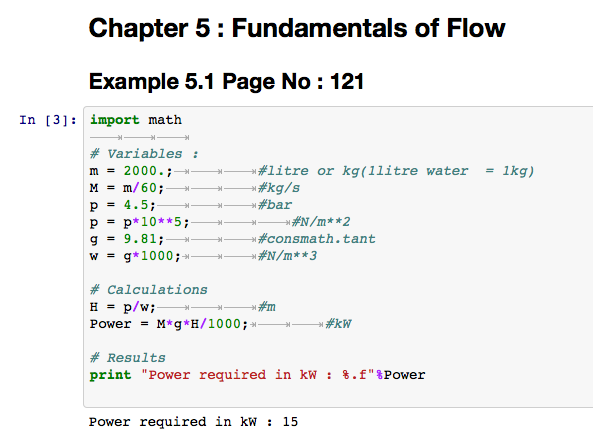 Chapter 5 : Fundamentals of Flow
Example 5.1 Page No : 121
In [3]: import math
# Variables :
m = 2000.; #litre or kg(1litre water  = 1kg)
M = m/60; #kg/s
p = 4.5; #bar
p = p*10**5; #N/m**2
g = 9.81; #consmath.tant
w = g*1000; #N/m**3
# Calculations
H = p/w; #m
Power = M*g*H/1000; #kW
# Results
print "Power required in kW : %.f"%Power
Power required in kW : 15